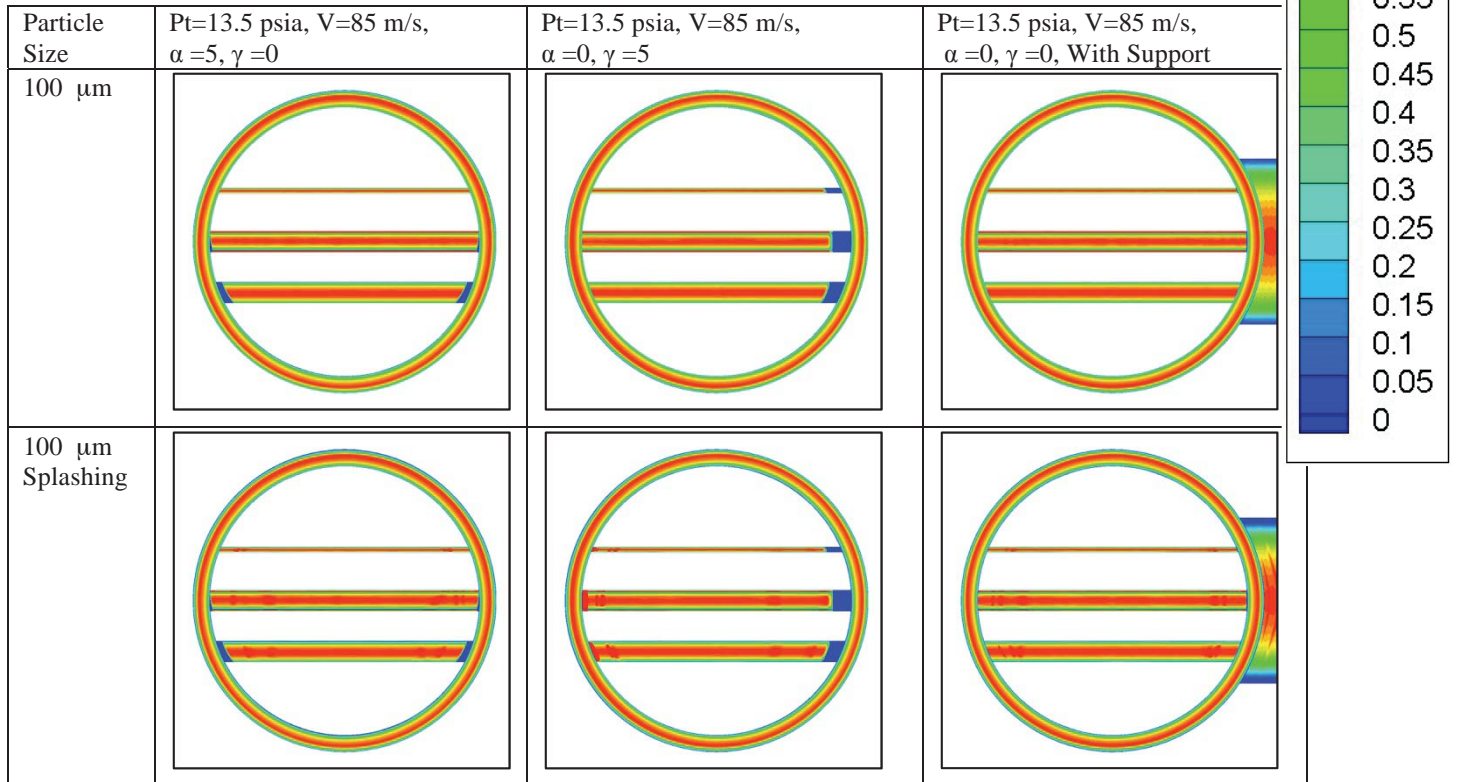 Particle Size
Pt=13.5 psia, V=85 m/s,
α =5, γ =0
Pt=13.5 psia, V=85 m/s,
α =0, γ =5
Pt=13.5 psia, V=85 m/s,
α =0, γ =0, With Support
100 μm
100 μm
Splashing
0.5
0.45
0.4
0.35
0.3
0.25
0.2
0.15
0.1
0.05
0